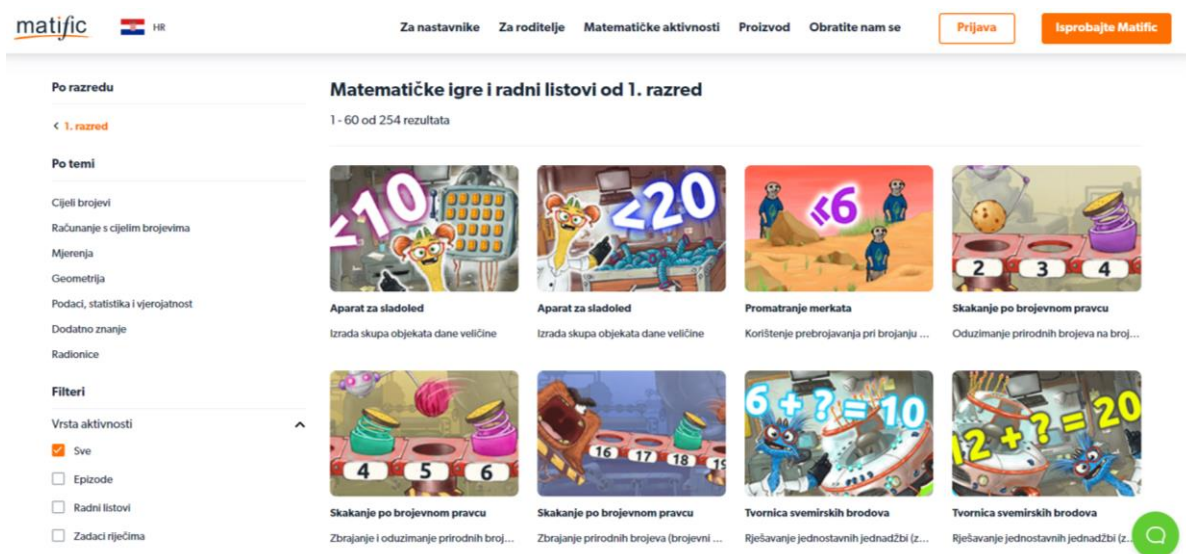 matific
HR
Za nastavnike Za roditelje Matematičke aktivnosti Proizvod Obratite nam se Prijava Isprobajte Matific
Po razredu
< 1. razred
Po temi
Cijeli brojevi
Računanje s cijelim brojevima
Mjerenja
Geometrija
Podaci, statistika i vjerojatnost
Dodatno znanje
Radionice
Filteri
Vrsta aktivnosti
Sve
Epizode
Radni listovi
Zadaci riječima
Matematičke igre i radni listovi od 1. razred
1 - 60 od 254 rezultata
<10
<20
≤6
2 3 4
Aparat za sladoled
Izrada skupa objekata dane veličine
Aparat za sladoled
Izrada skupa objekata dane veličine
Promatranje merkata
Korištenje prebrojavanja pri brojanju ...
Skakanje po brojevnom pravcu
Oduzimanje prirodnih brojeva na broj...
4 5 6
16 17 18 19
6 + ? = 10
12 + ? = 20
Skakanje po brojevnom pravcu
Zbrajanje i oduzimanje prirodnih broj...
Skakanje po brojevnom pravcu
Zbrajanje prirodnih brojeva (brojevni ...
Tvornica svemirskih brodova
Rješavanje jednostavnih jednadžbi (z...
Tvornica svemirskih brodova
Rješavanje jednostavnih jednadžbi (z...